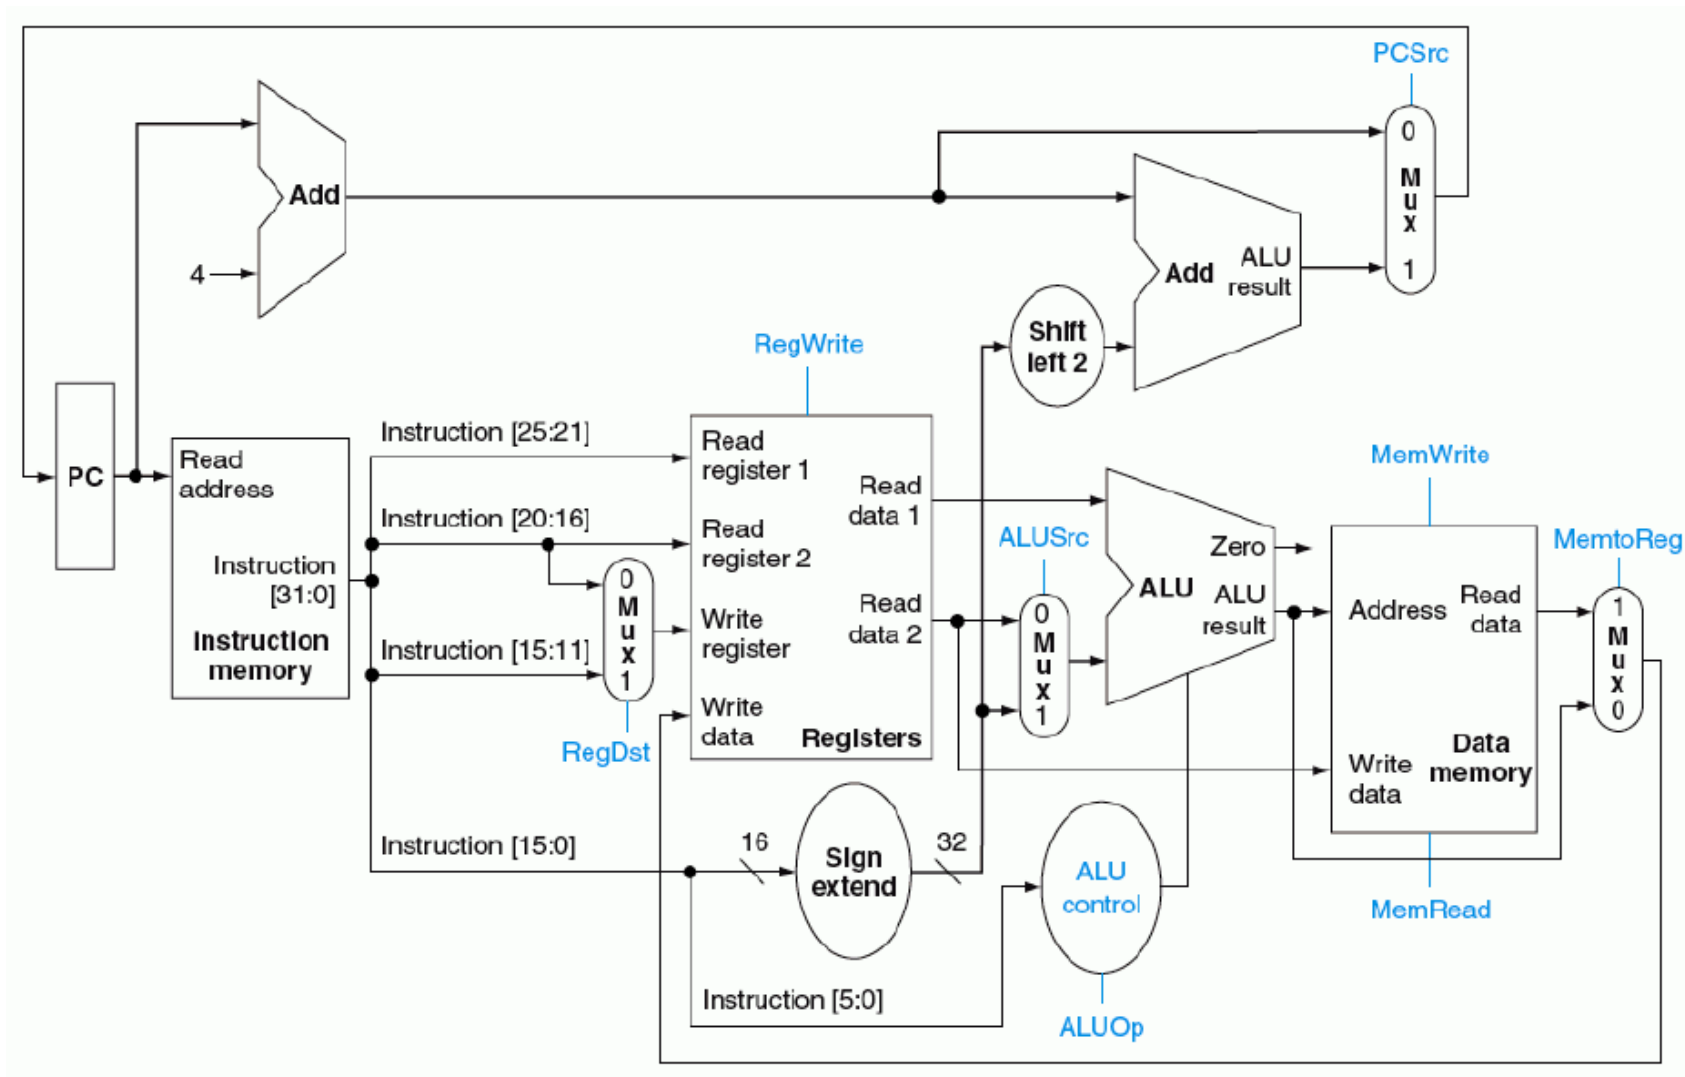 PCSrc
0
M
u
x
1
Add
4
Add
ALU
result
Shift
left 2
RegWrite
PC
Read
address
Instruction
[31:0]
Instruction
memory
Instruction [25:21]
Instruction [20:16]
Instruction [15:11]
Instruction [15:0]
0
M
u
x
1
RegDst
Read
register 1
Read
register 2
Write
register
Write
data
Read
data 1
Read
data 2
Registers
16
Sign
extend
32
Instruction [5:0]
ALUSrc
0
M
u
x
1
Zero
ALU
ALU
result
ALU
control
ALUOp
MemWrite
Address
Read
data
Write
data
Data
memory
MemRead
MemtoReg
1
M
u
x
0